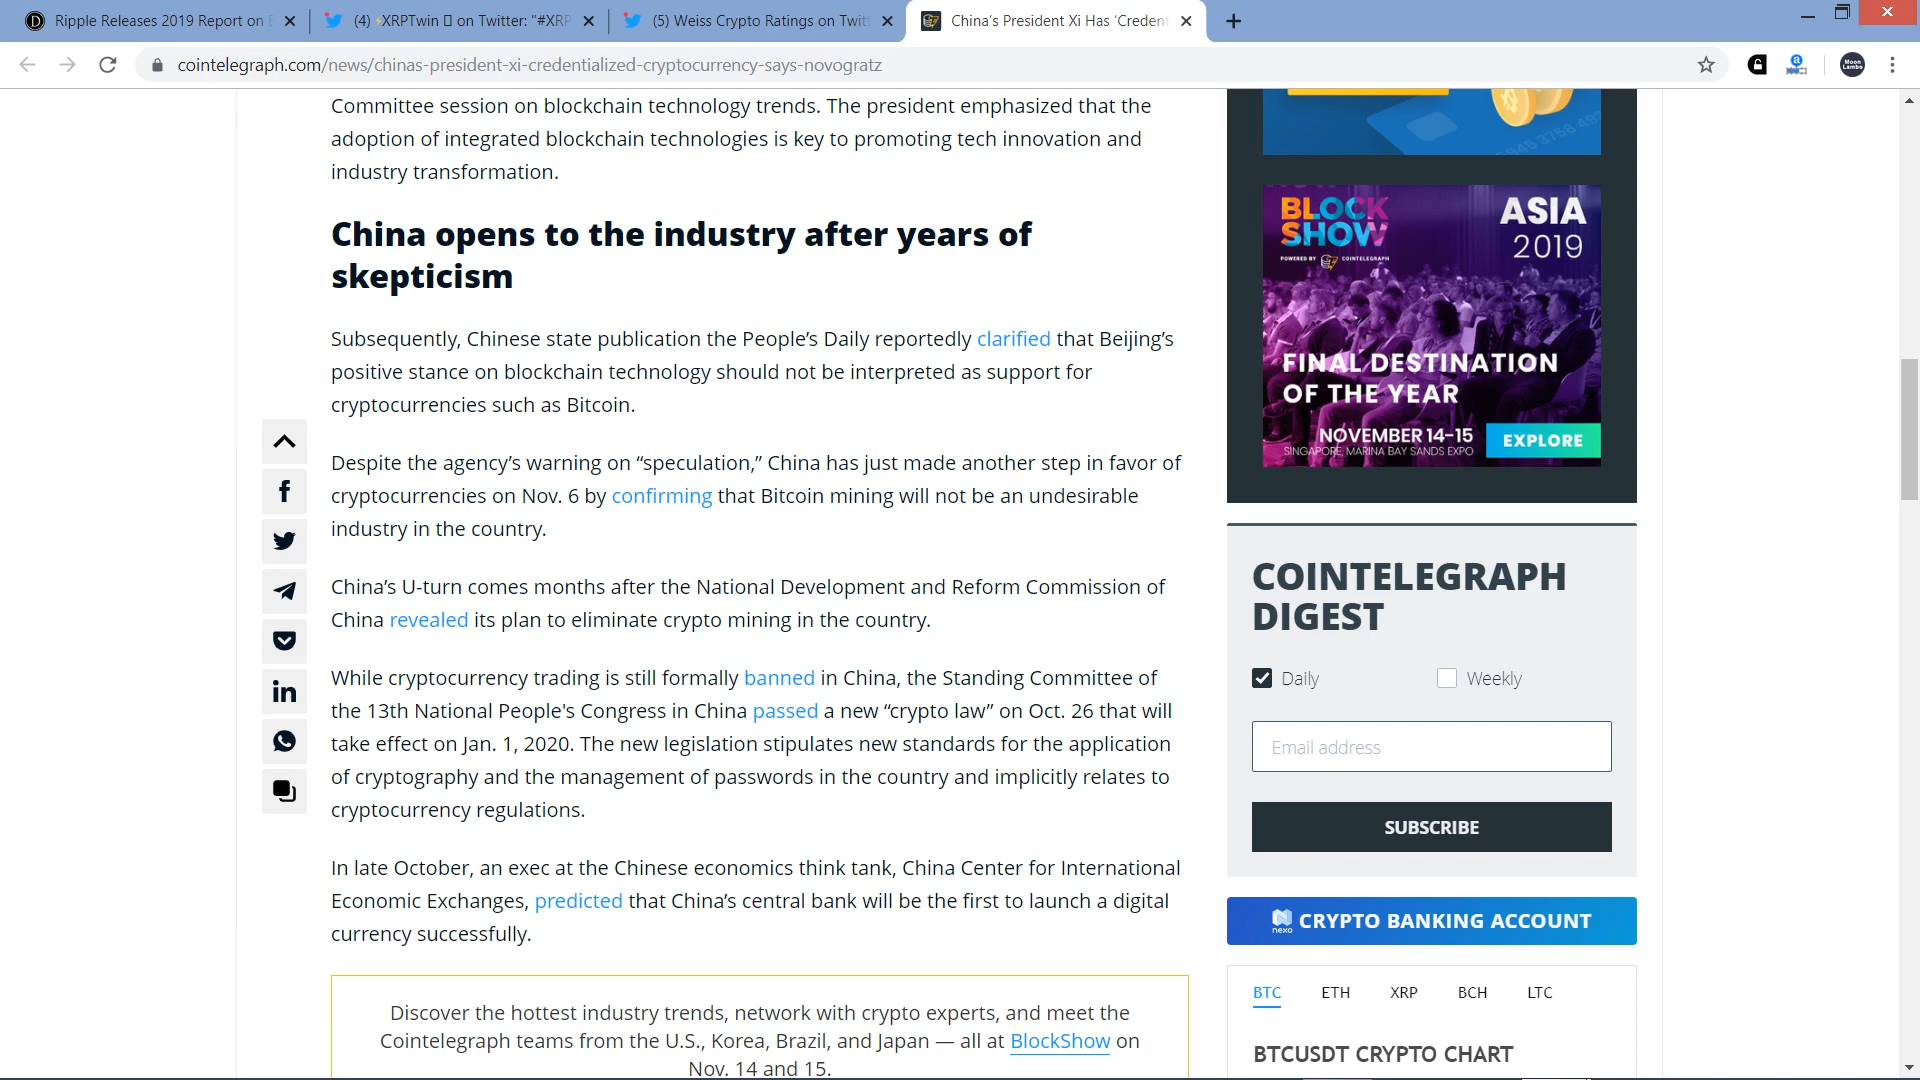 Ripple Releases 2019 Report on
(4) XRPTwin on Twitter: "#XRP
(5) Weiss Crypto Ratings on Twitt
China's President Xi Has 'Creden
cointelegraph.com/news/chinas-president-xi-credentialized-cryptocurrency-says-novogratz
Moon
Lambo
Committee session on blockchain technology trends. The president emphasized that the
adoption of integrated blockchain technologies is key to promoting tech innovation and
industry transformation.
China opens to the industry after years of
skepticism
Subsequently, Chinese state publication the People's Daily reportedly clarified that Beijing's
positive stance on blockchain technology should not be interpreted as support for
cryptocurrencies such as Bitcoin.
Despite the agency's warning on “speculation,” China has just made another step in favor of
cryptocurrencies on Nov. 6 by confirming that Bitcoin mining will not be an undesirable
industry in the country.
China's U-turn comes months after the National Development and Reform Commission of
China revealed its plan to eliminate crypto mining in the country.
While cryptocurrency trading is still formally banned in China, the Standing Committee of
the 13th National People's Congress in China passed a new “crypto law” on Oct. 26 that will
take effect on Jan. 1, 2020. The new legislation stipulates new standards for the application
of cryptography and the management of passwords in the country and implicitly relates to
cryptocurrency regulations.
In late October, an exec at the Chinese economics think tank, China Center for International
Economic Exchanges, predicted that China's central bank will be the first to launch a digital
currency successfully.
Discover the hottest industry trends, network with crypto experts, and meet the
Cointelegraph teams from the U.S., Korea, Brazil, and Japan — all at BlockShow on
Nov. 14 and 15.
BLOCK
SHOW
POWERED BY COINTELEGRAPH
ASIA
2019
FINAL DESTINATION
OF THE YEAR
NOVEMBER 14-15
SINGAPORE, MARINA BAY SANDS EXPO
EXPLORE
COINTELEGRAPH
DIGEST
Daily
Weekly
Email address
SUBSCRIBE
nexo
CRYPTO BANKING ACCOUNT
BTC
ETH
XRP
BCH
LTC
BTCUSDT CRYPTO CHART